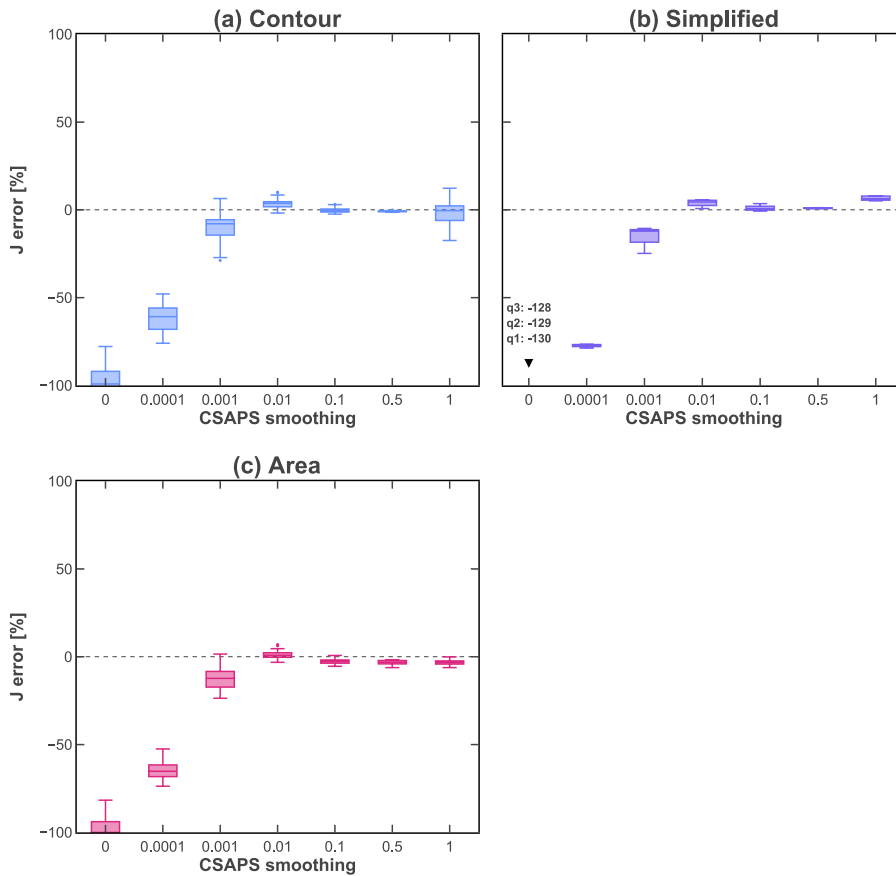 (a) Contour
100
50
0
−50
−100
J error [%]
0 0.0001 0.001 0.01 0.1 0.5 1
CSAPS smoothing
(b) Simplified
q3: -128
q2: -129
q1: -130
0 0.0001 0.001 0.01 0.1 0.5 1
CSAPS smoothing
(c) Area
100
50
0
−50
−100
J error [%]
0 0.0001 0.001 0.01 0.1 0.5 1
CSAPS smoothing